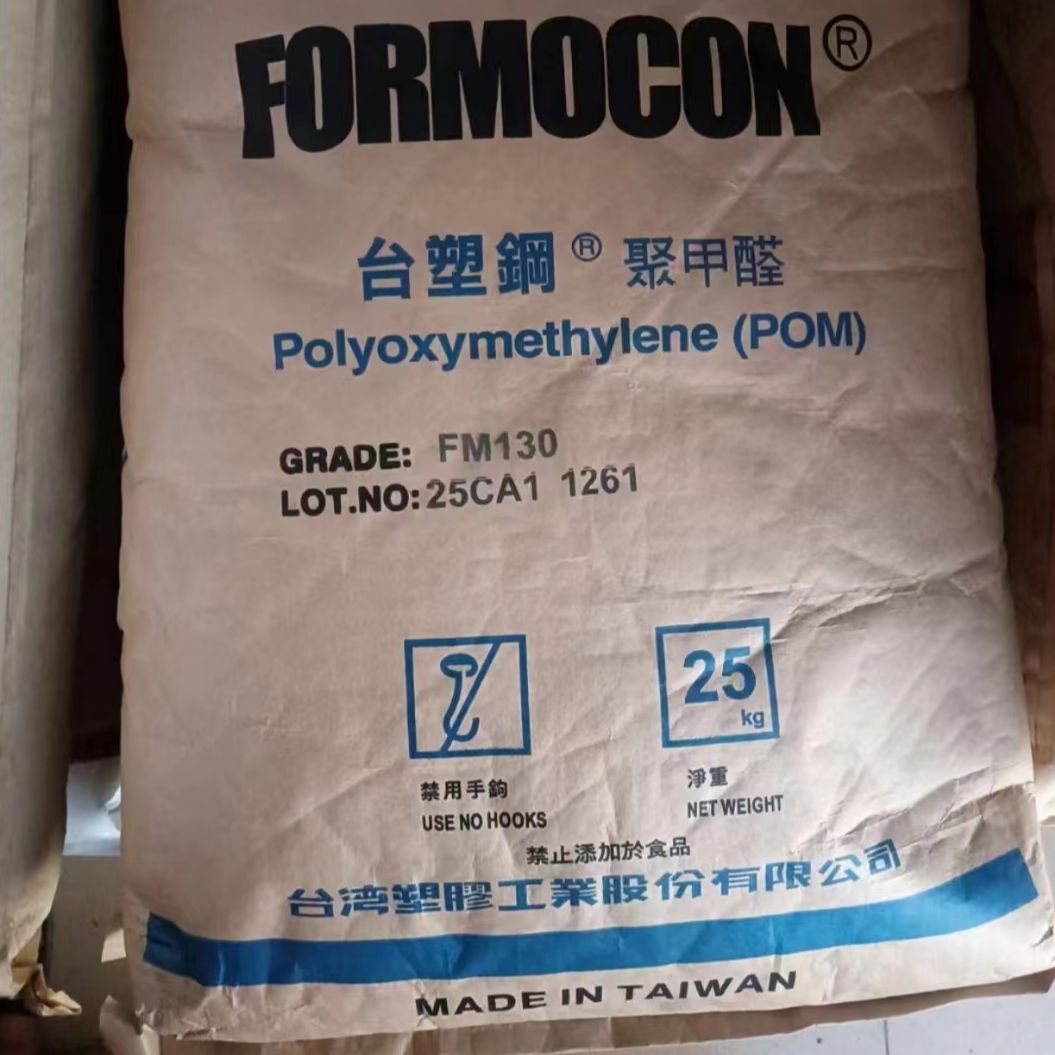 FORMOCON®
台塑鋼® 聚甲醛
Polyoxymethylene (POM)
GRADE: FM130
LOT.NO: 25CA1 1261
25
kg
禁用手鉤
淨重
USE NO HOOKS
NET WEIGHT
禁止添加於食品
台湾塑膠工業股份有限公司
MADE IN TAIWAN